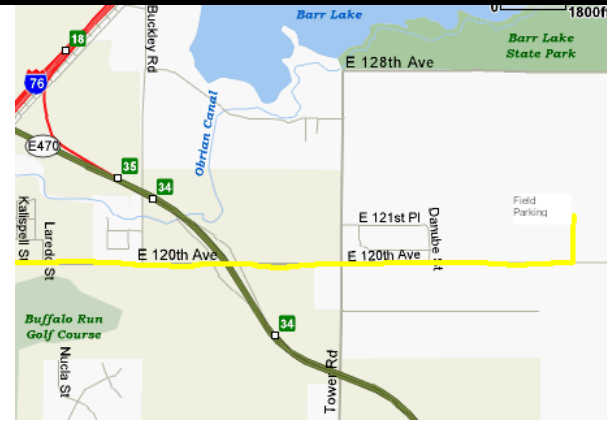 0
1800ft
Barr Lake
Barr Lake
State Park
18
Buckley Rd
E 128th Ave
76
Obrian Canal
E470
35
34
Kalispell St
Laredo St
E 121st Pl
Danube St
Field
Parking
E 120th Ave
E 120th Ave
Buffalo Run
Golf Course
34
Nucla St
Tower Rd